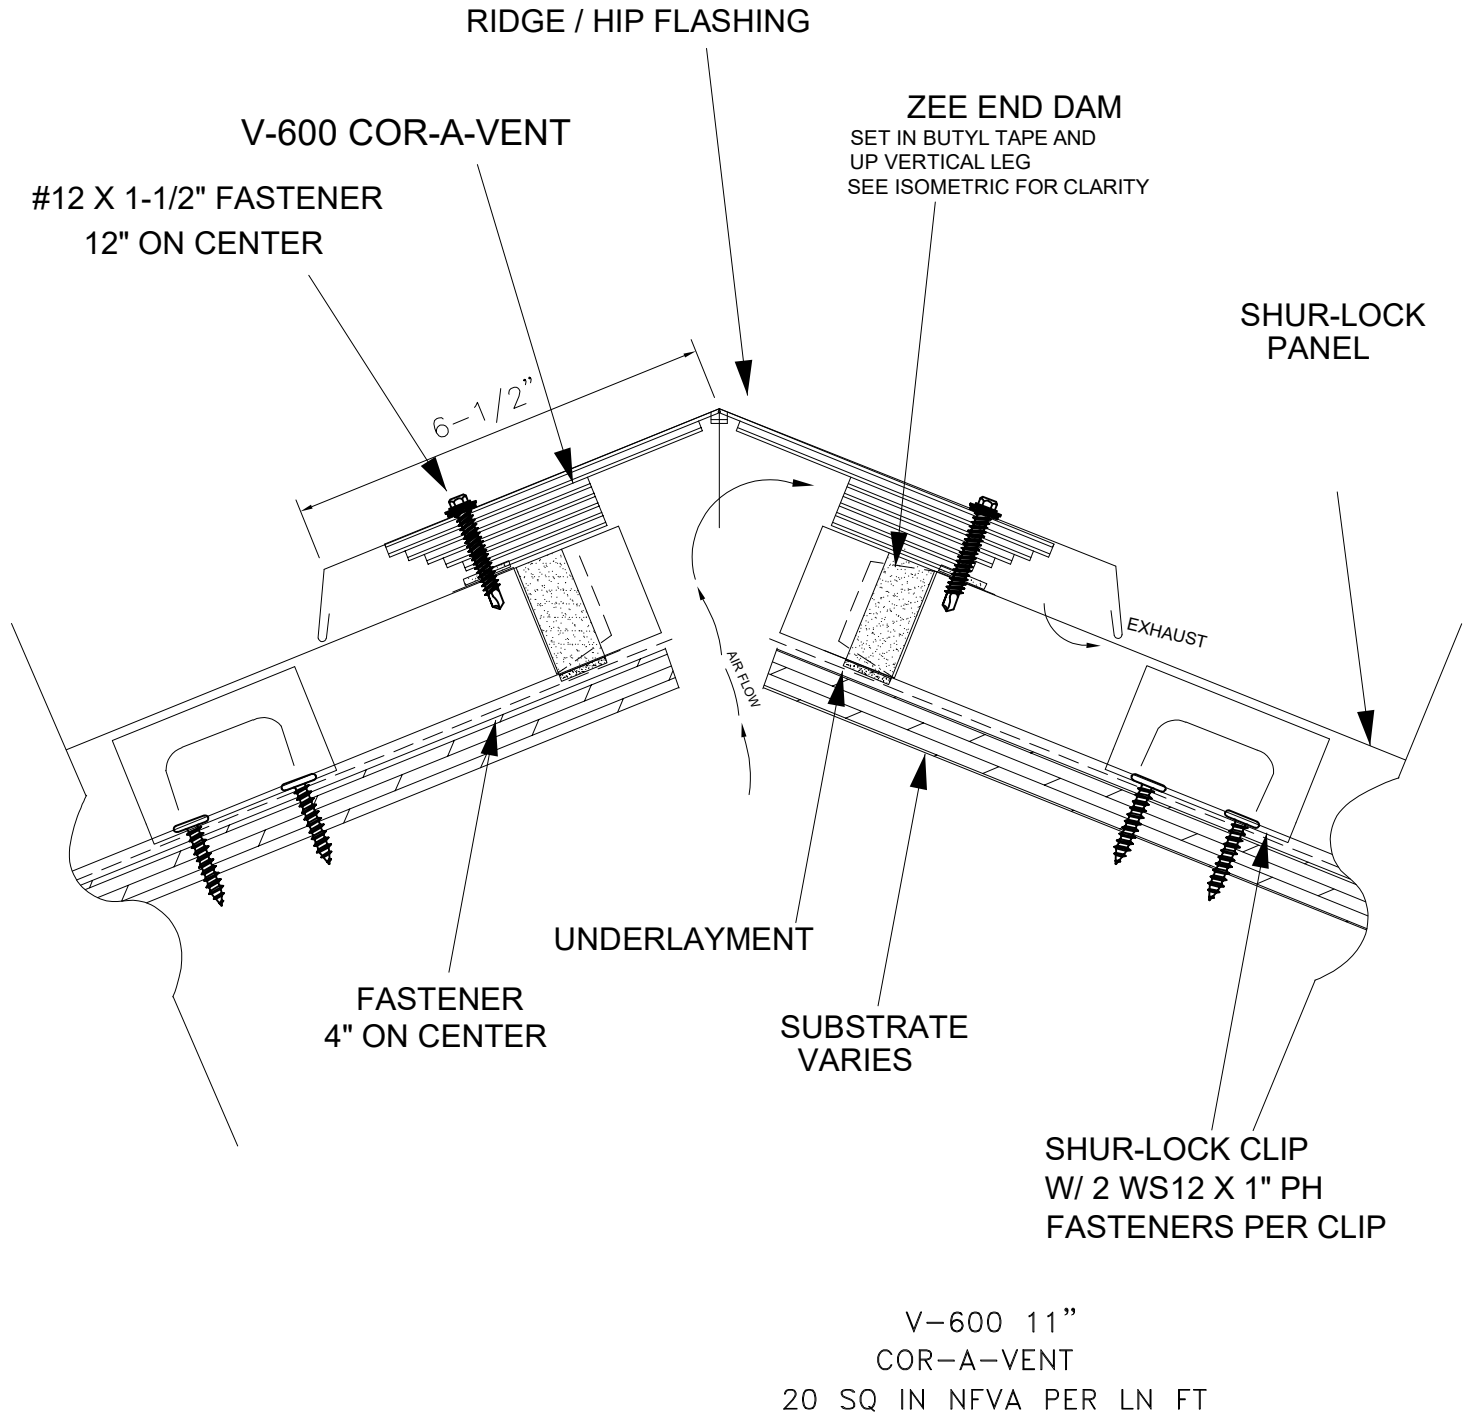 RIDGE / HIP FLASHING
ZEE END DAM
SET IN BUTYL TAPE AND
UP VERTICAL LEG
SEE ISOMETRIC FOR CLARITY
V-600 COR-A-VENT
#12 X 1-1/2" FASTENER
12" ON CENTER
SHUR-LOCK
PANEL
6-1/2"
EXHAUST
AIR FLOW
UNDERLAYMENT
FASTENER
4" ON CENTER
SUBSTRATE
VARIES
SHUR-LOCK CLIP
W/ 2 WS12 X 1" PH
FASTENERS PER CLIP
V-600 11"
COR-A-VENT
20 SQ IN NFVA PER LN FT